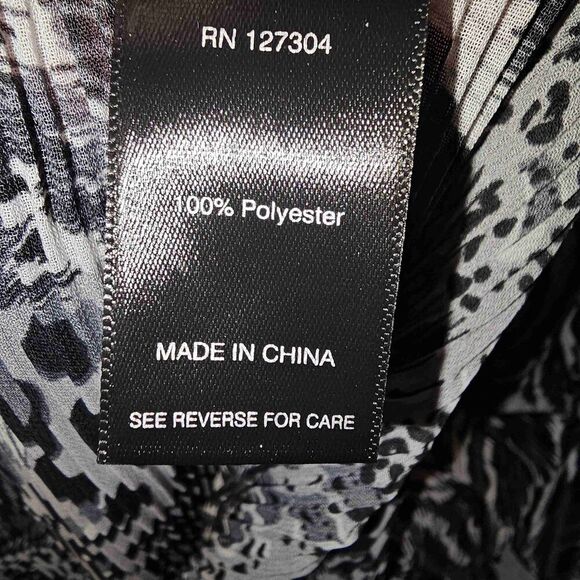 RN 127304
100% Polyester
MADE IN CHINA
SEE REVERSE FOR CARE